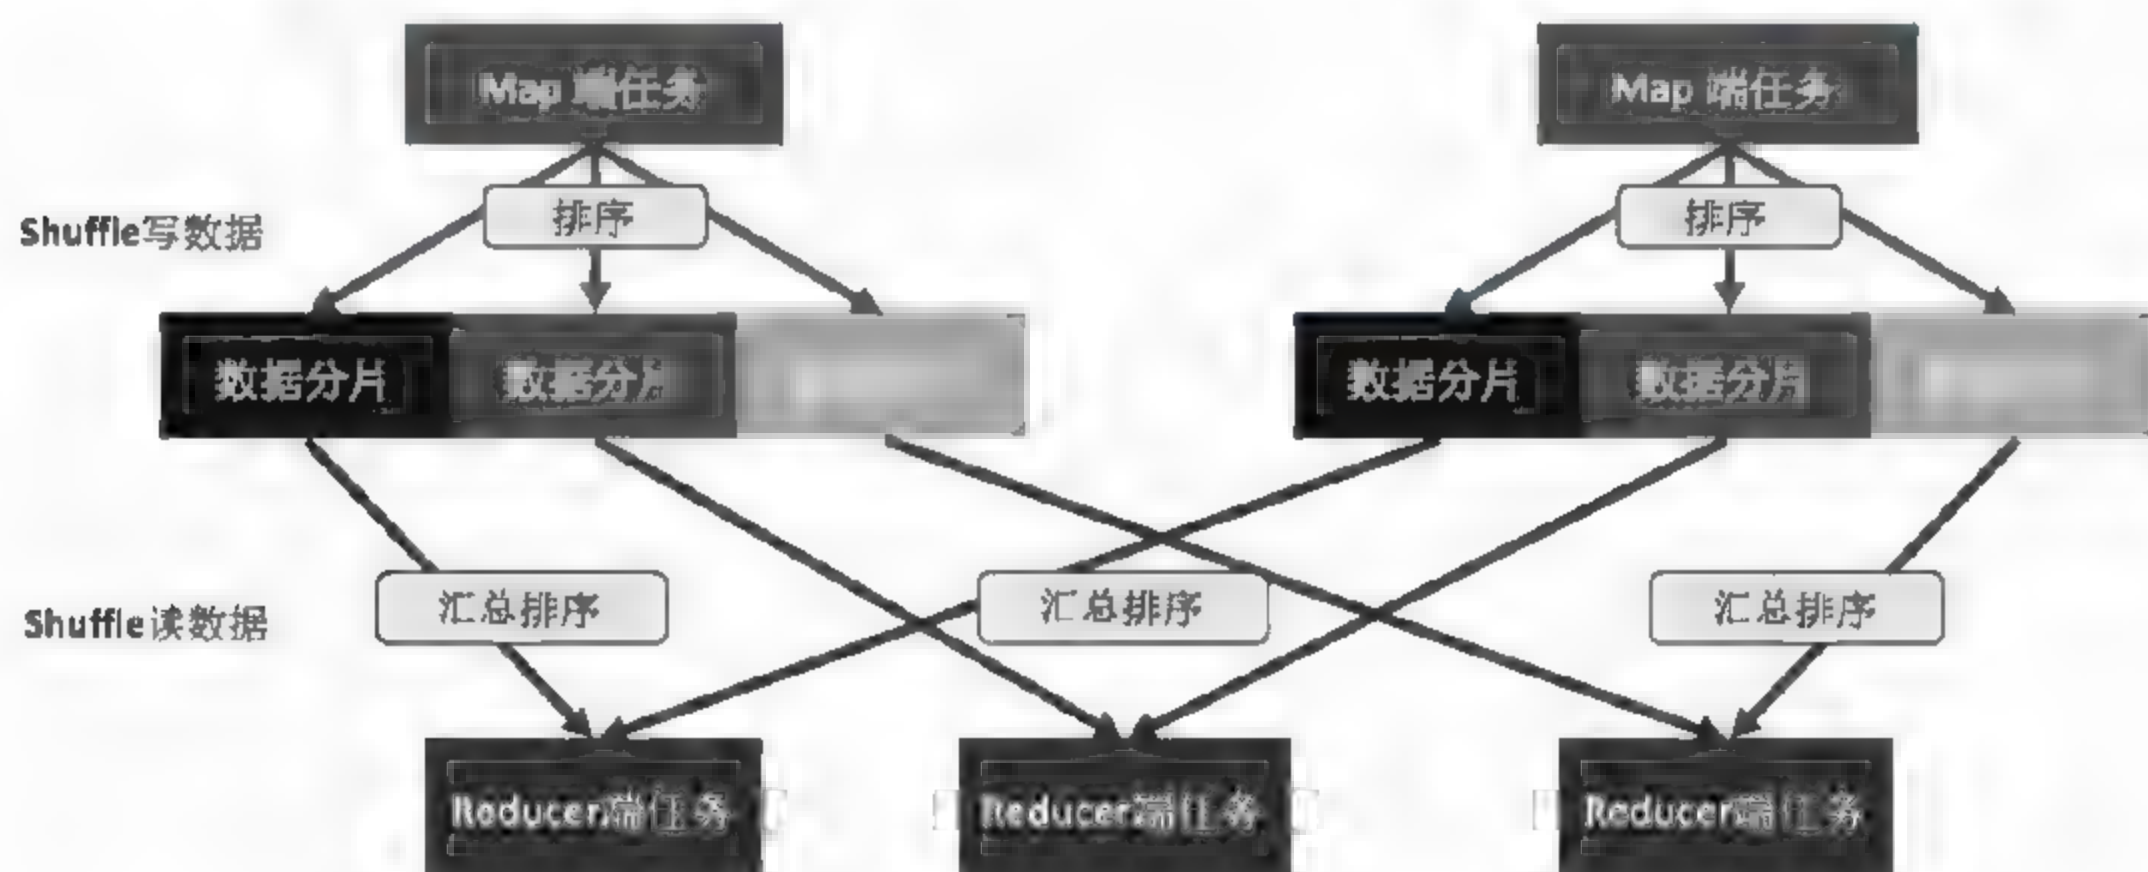 Map 端任务
Map 端任务
排序
排序
Shuffle写数据
数据分片
数据分片
数据分片
数据分片
汇总排序
汇总排序
汇总排序
Shuffle读数据
Reducer端任务
Reducer端任务
Reducer端任务